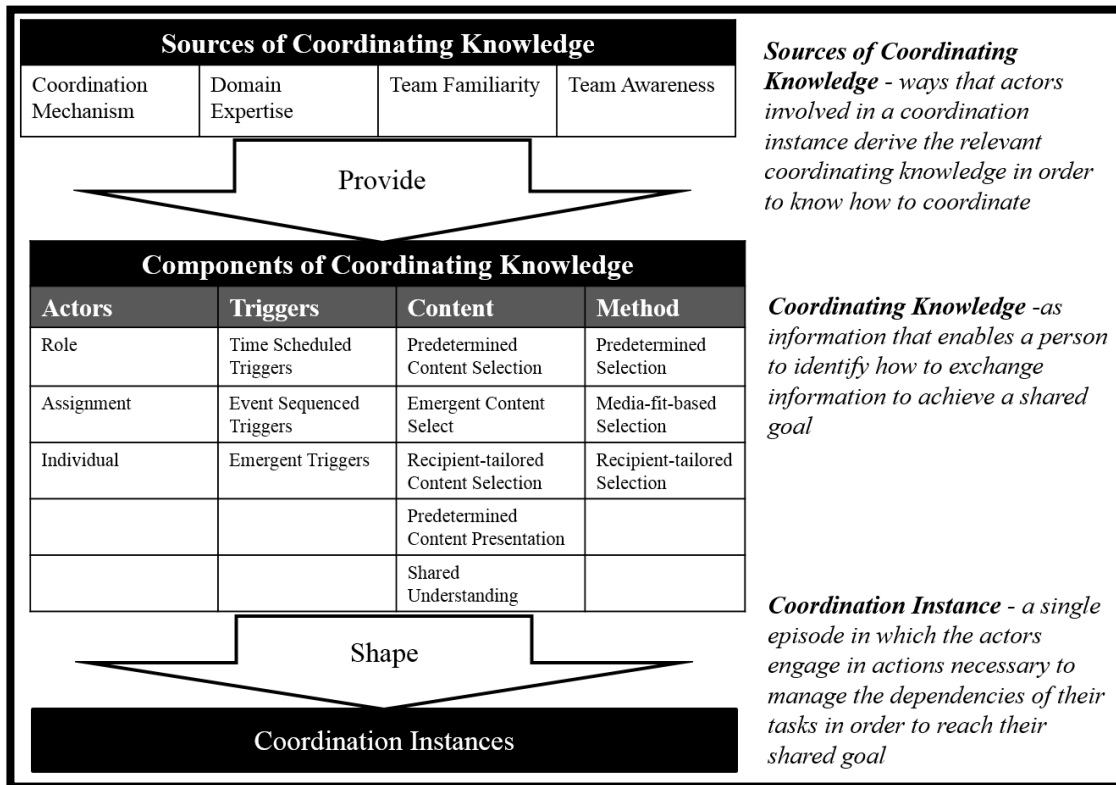 Sources of Coordinating Knowledge
Coordination
Mechanism
Domain
Expertise
Team Familiarity
Team Awareness
Provide
Components of Coordinating Knowledge
Actors
Triggers
Content
Method
Role
Time Scheduled
Triggers
Predetermined
Content Selection
Predetermined
Selection
Assignment
Event Sequenced
Triggers
Emergent Content
Select
Media-fit-based
Selection
Individual
Emergent Triggers
Recipient-tailored
Content Selection
Recipient-tailored
Selection
Predetermined
Content Presentation
Shared
Understanding
Shape
Coordination Instances
Sources of Coordinating
Knowledge - ways that actors
involved in a coordination
instance derive the relevant
coordinating knowledge in order
to know how to coordinate
Coordinating Knowledge -as
information that enables a person
to identify how to exchange
information to achieve a shared
goal
Coordination Instance - a single
episode in which the actors
engage in actions necessary to
manage the dependencies of their
tasks in order to reach their
shared goal